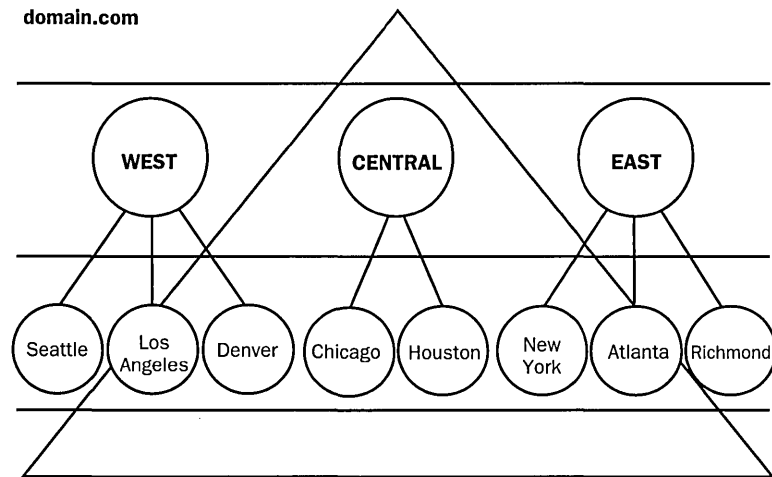 domain.com
WEST
CENTRAL
EAST
Seattle
Los
Angeles
Denver
Chicago
Houston
New
York
Atlanta
Richmond